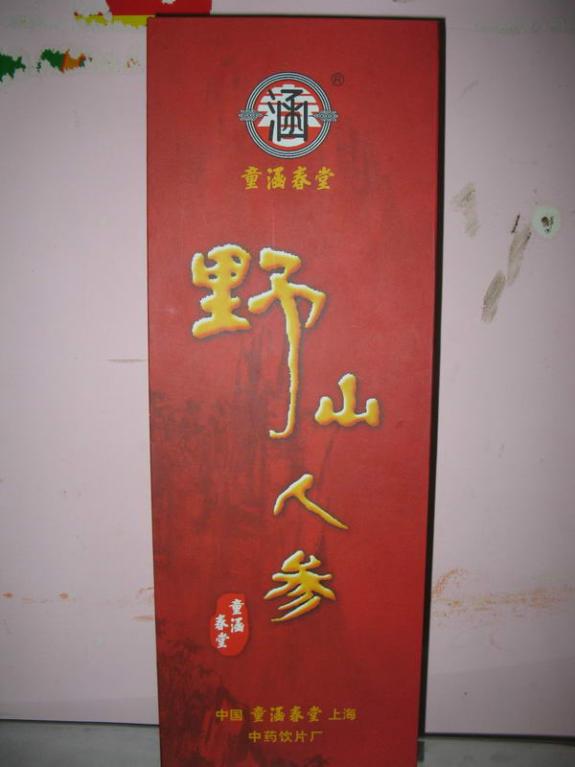 涵
®
童涵春堂
野山人参
童涵
春堂
中国 童涵春堂 上海
中药饮片厂